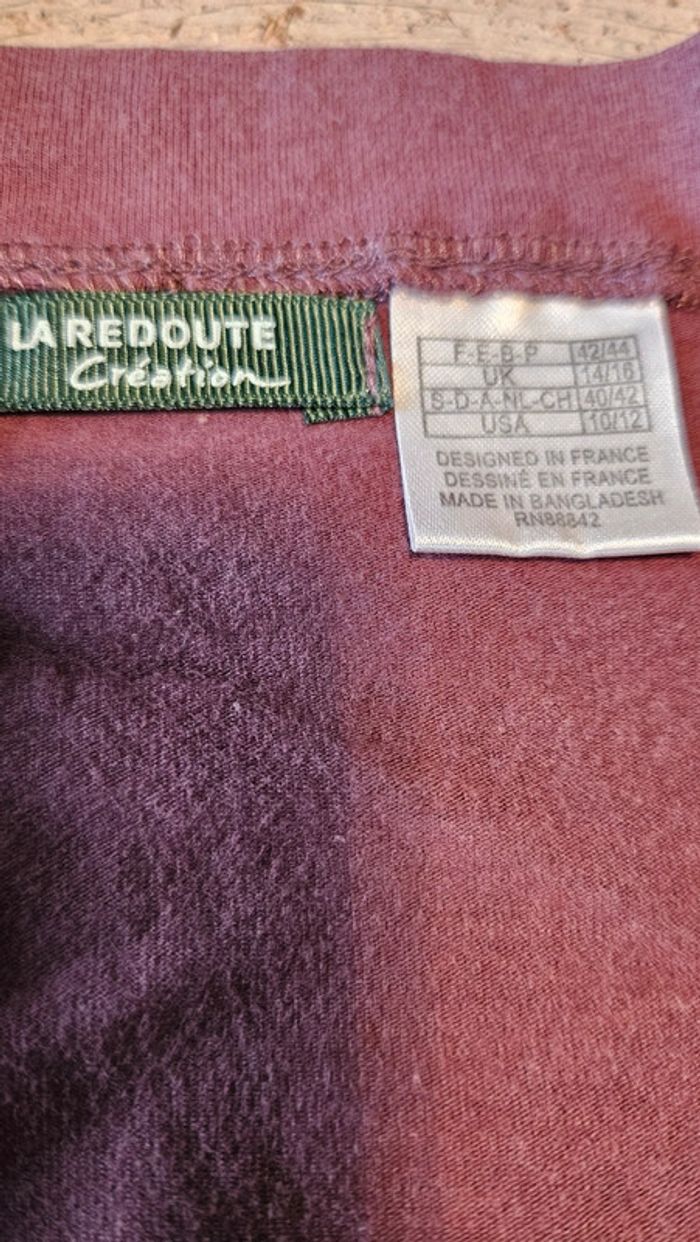 LA REDOUTE
Création
F-E-B-P 42/44
UK 14/16
S-D-A-NL-CH 40/42
USA 10/12
DESIGNED IN FRANCE
DESSINÉ EN FRANCE
MADE IN BANGLADESH
RN88842